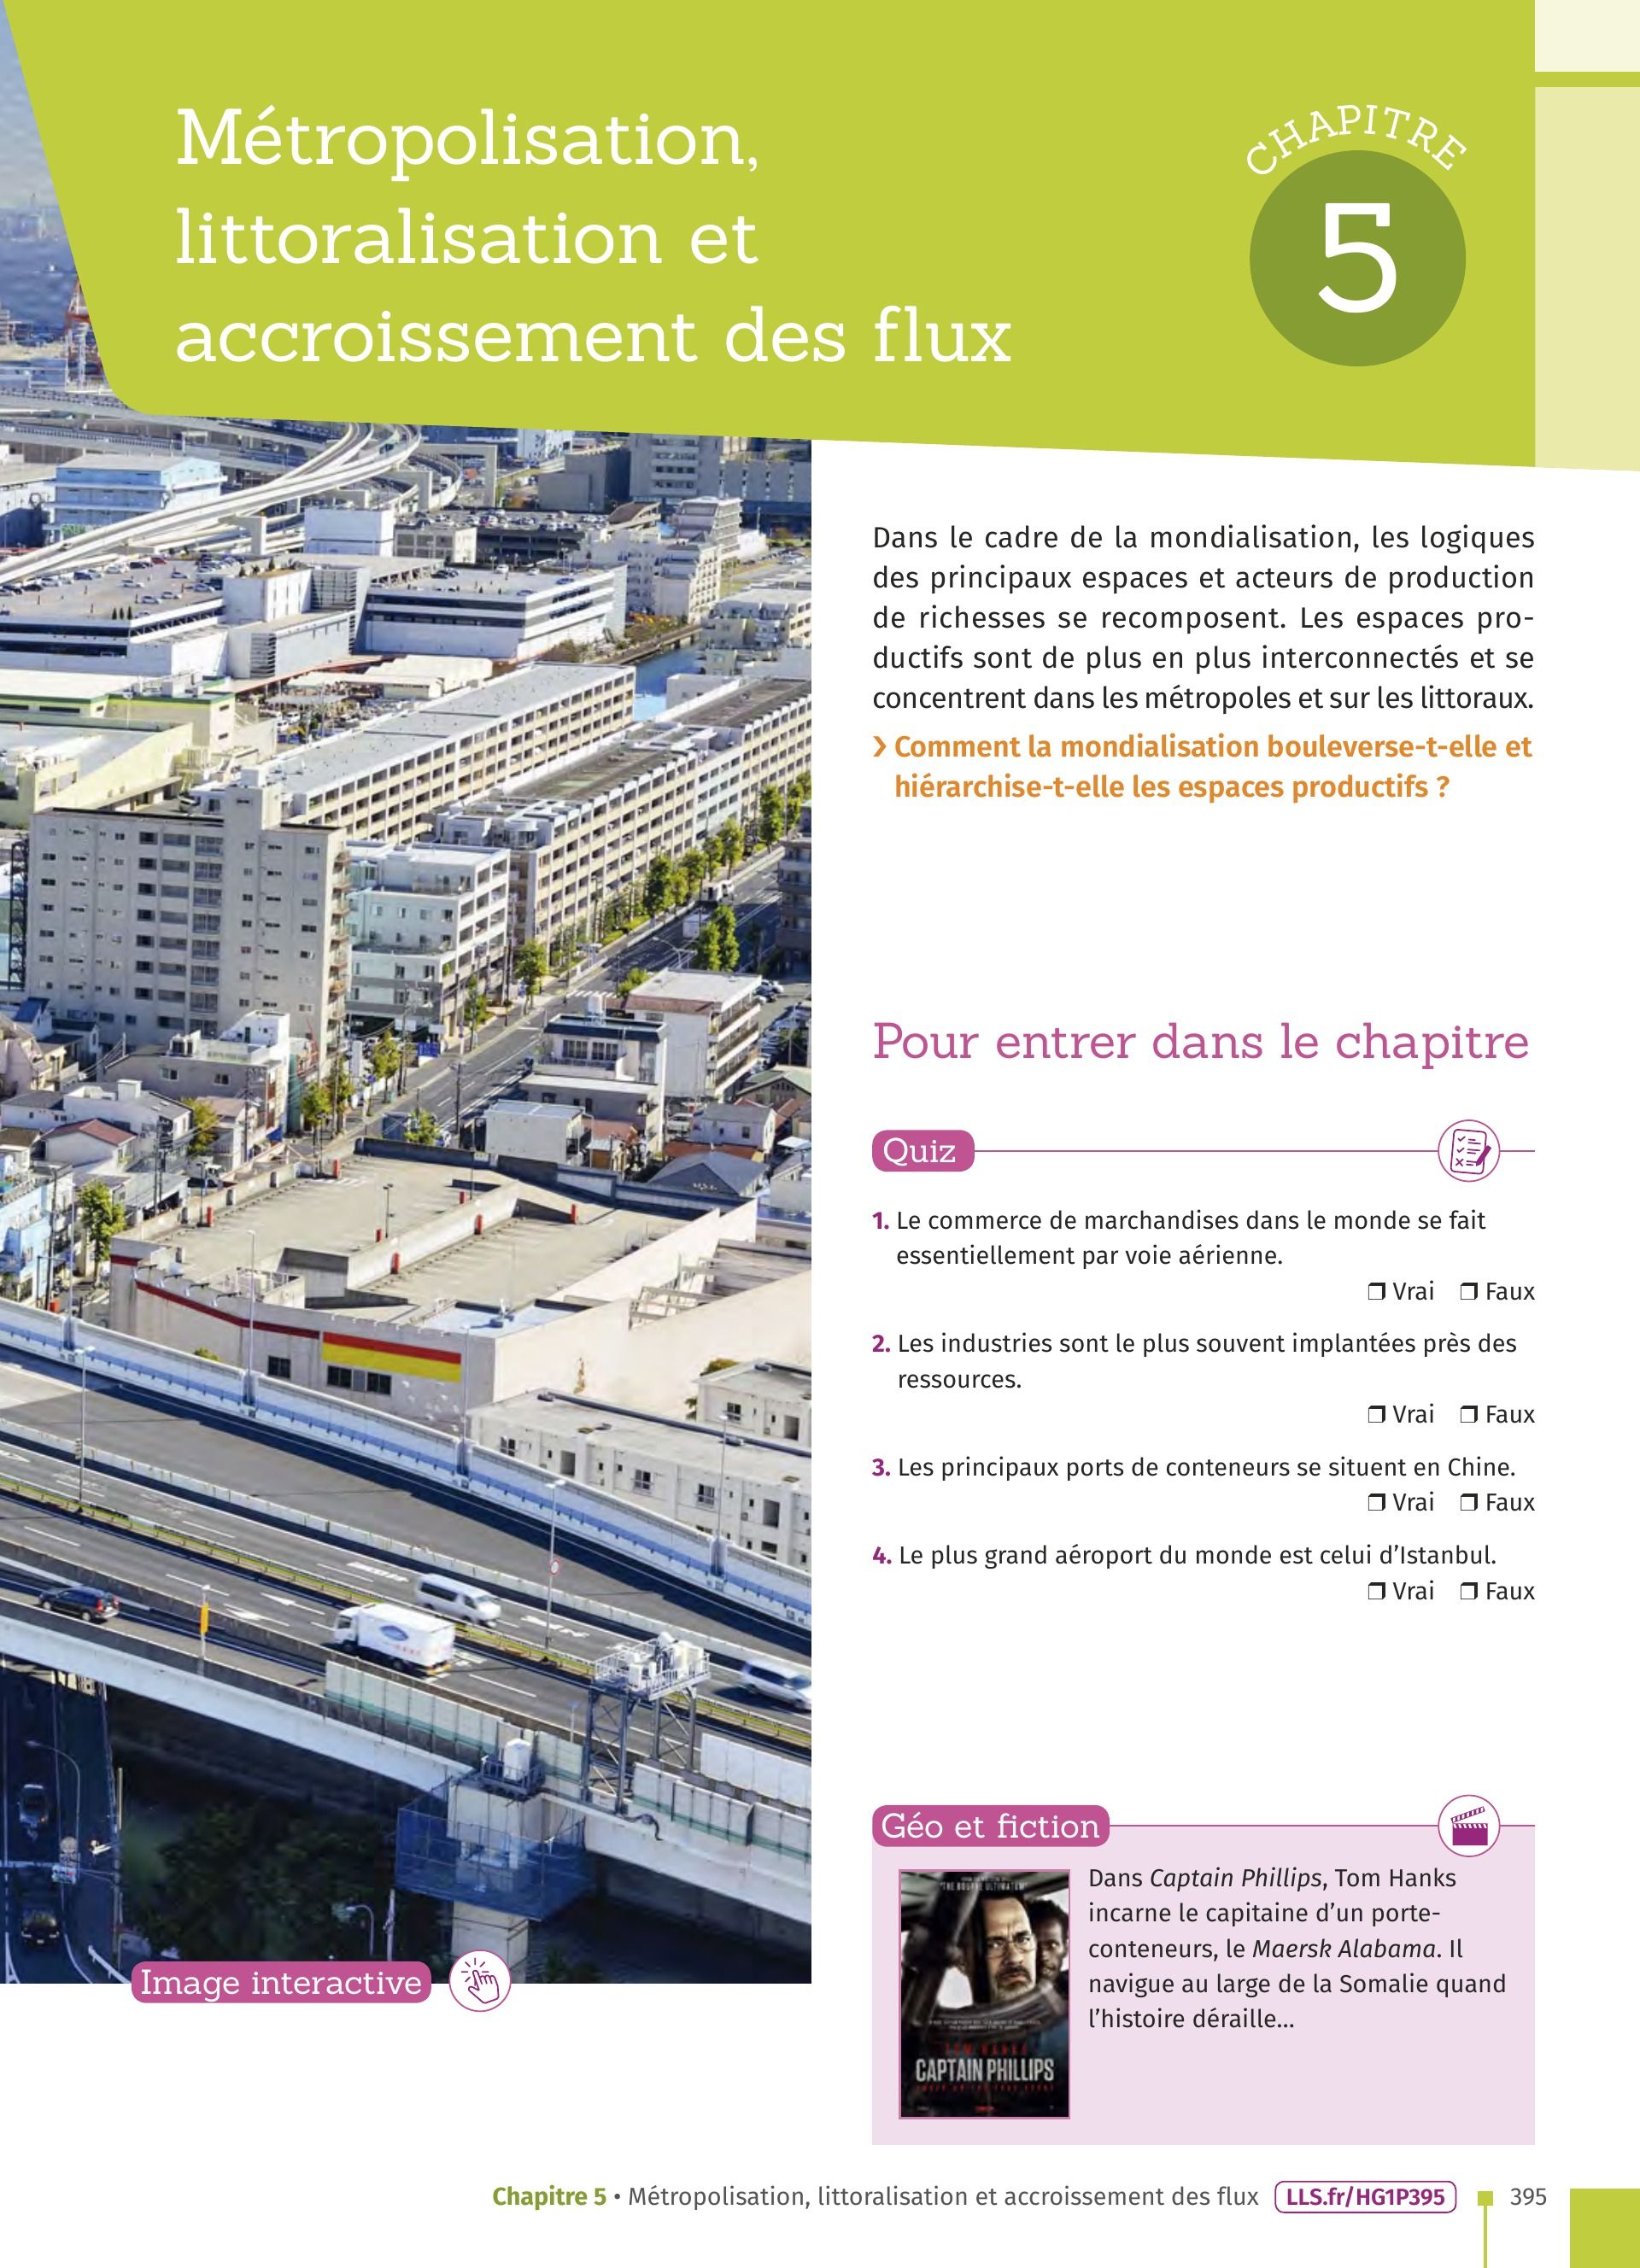 Métropolisation,
littoralisation et
accroissement des flux
CHAPITRE
5
Dans le cadre de la mondialisation, les logiques
des principaux espaces et acteurs de production
de richesses se recomposent. Les espaces pro-
ductifs sont de plus en plus interconnectés et se
concentrent dans les métropoles et sur les littoraux.
› Comment la mondialisation bouleverse-t-elle et
hiérarchise-t-elle les espaces productifs ?
Pour entrer dans le chapitre
Quiz
1. Le commerce de marchandises dans le monde se fait
essentiellement par voie aérienne.
❒ Vrai ❒ Faux
2. Les industries sont le plus souvent implantées près des
ressources.
❒ Vrai ❒ Faux
3. Les principaux ports de conteneurs se situent en Chine.
❒ Vrai ❒ Faux
4. Le plus grand aéroport du monde est celui d’Istanbul.
❒ Vrai ❒ Faux
Géo et fiction
"THE BOURNE ULTIMATUM"
TOM HANKS
CAPTAIN PHILLIPS
Dans Captain Phillips, Tom Hanks
incarne le capitaine d’un porte-
conteneurs, le Maersk Alabama. Il
navigue au large de la Somalie quand
l’histoire déraille…
Image interactive
Chapitre 5 • Métropolisation, littoralisation et accroissement des flux LLS.fr/HG1P395 395